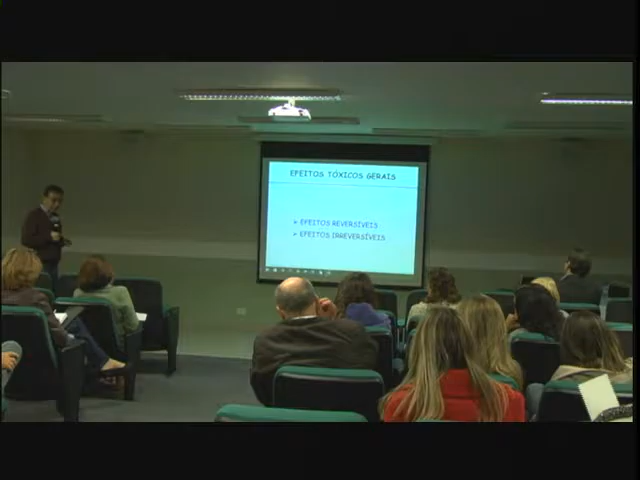 EFEITOS TÓXICOS GERAIS
➢ EFEITOS REVERSÍVEIS
➢ EFEITOS IRREVERSÍVEIS